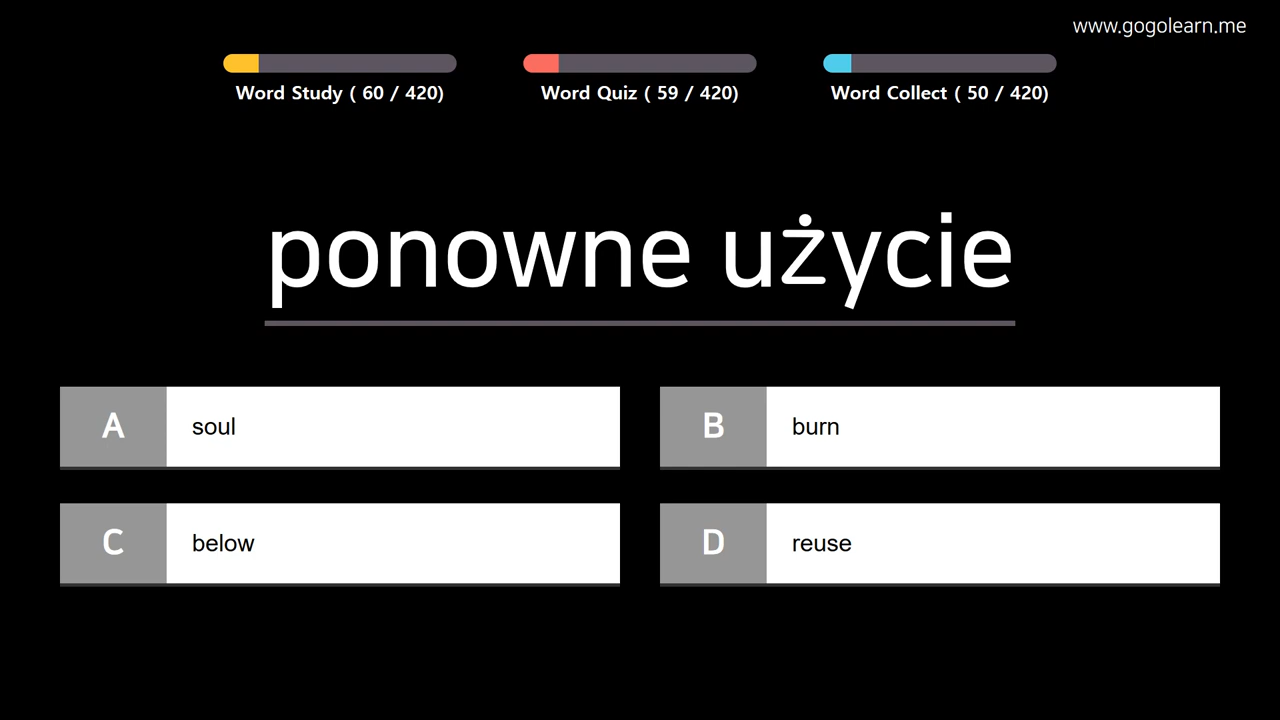 www.gogolearn.me
Word Study ( 60 / 420)
Word Quiz ( 59 / 420)
Word Collect ( 50 / 420)
ponowne użycie
A soul
B burn
C below
D reuse